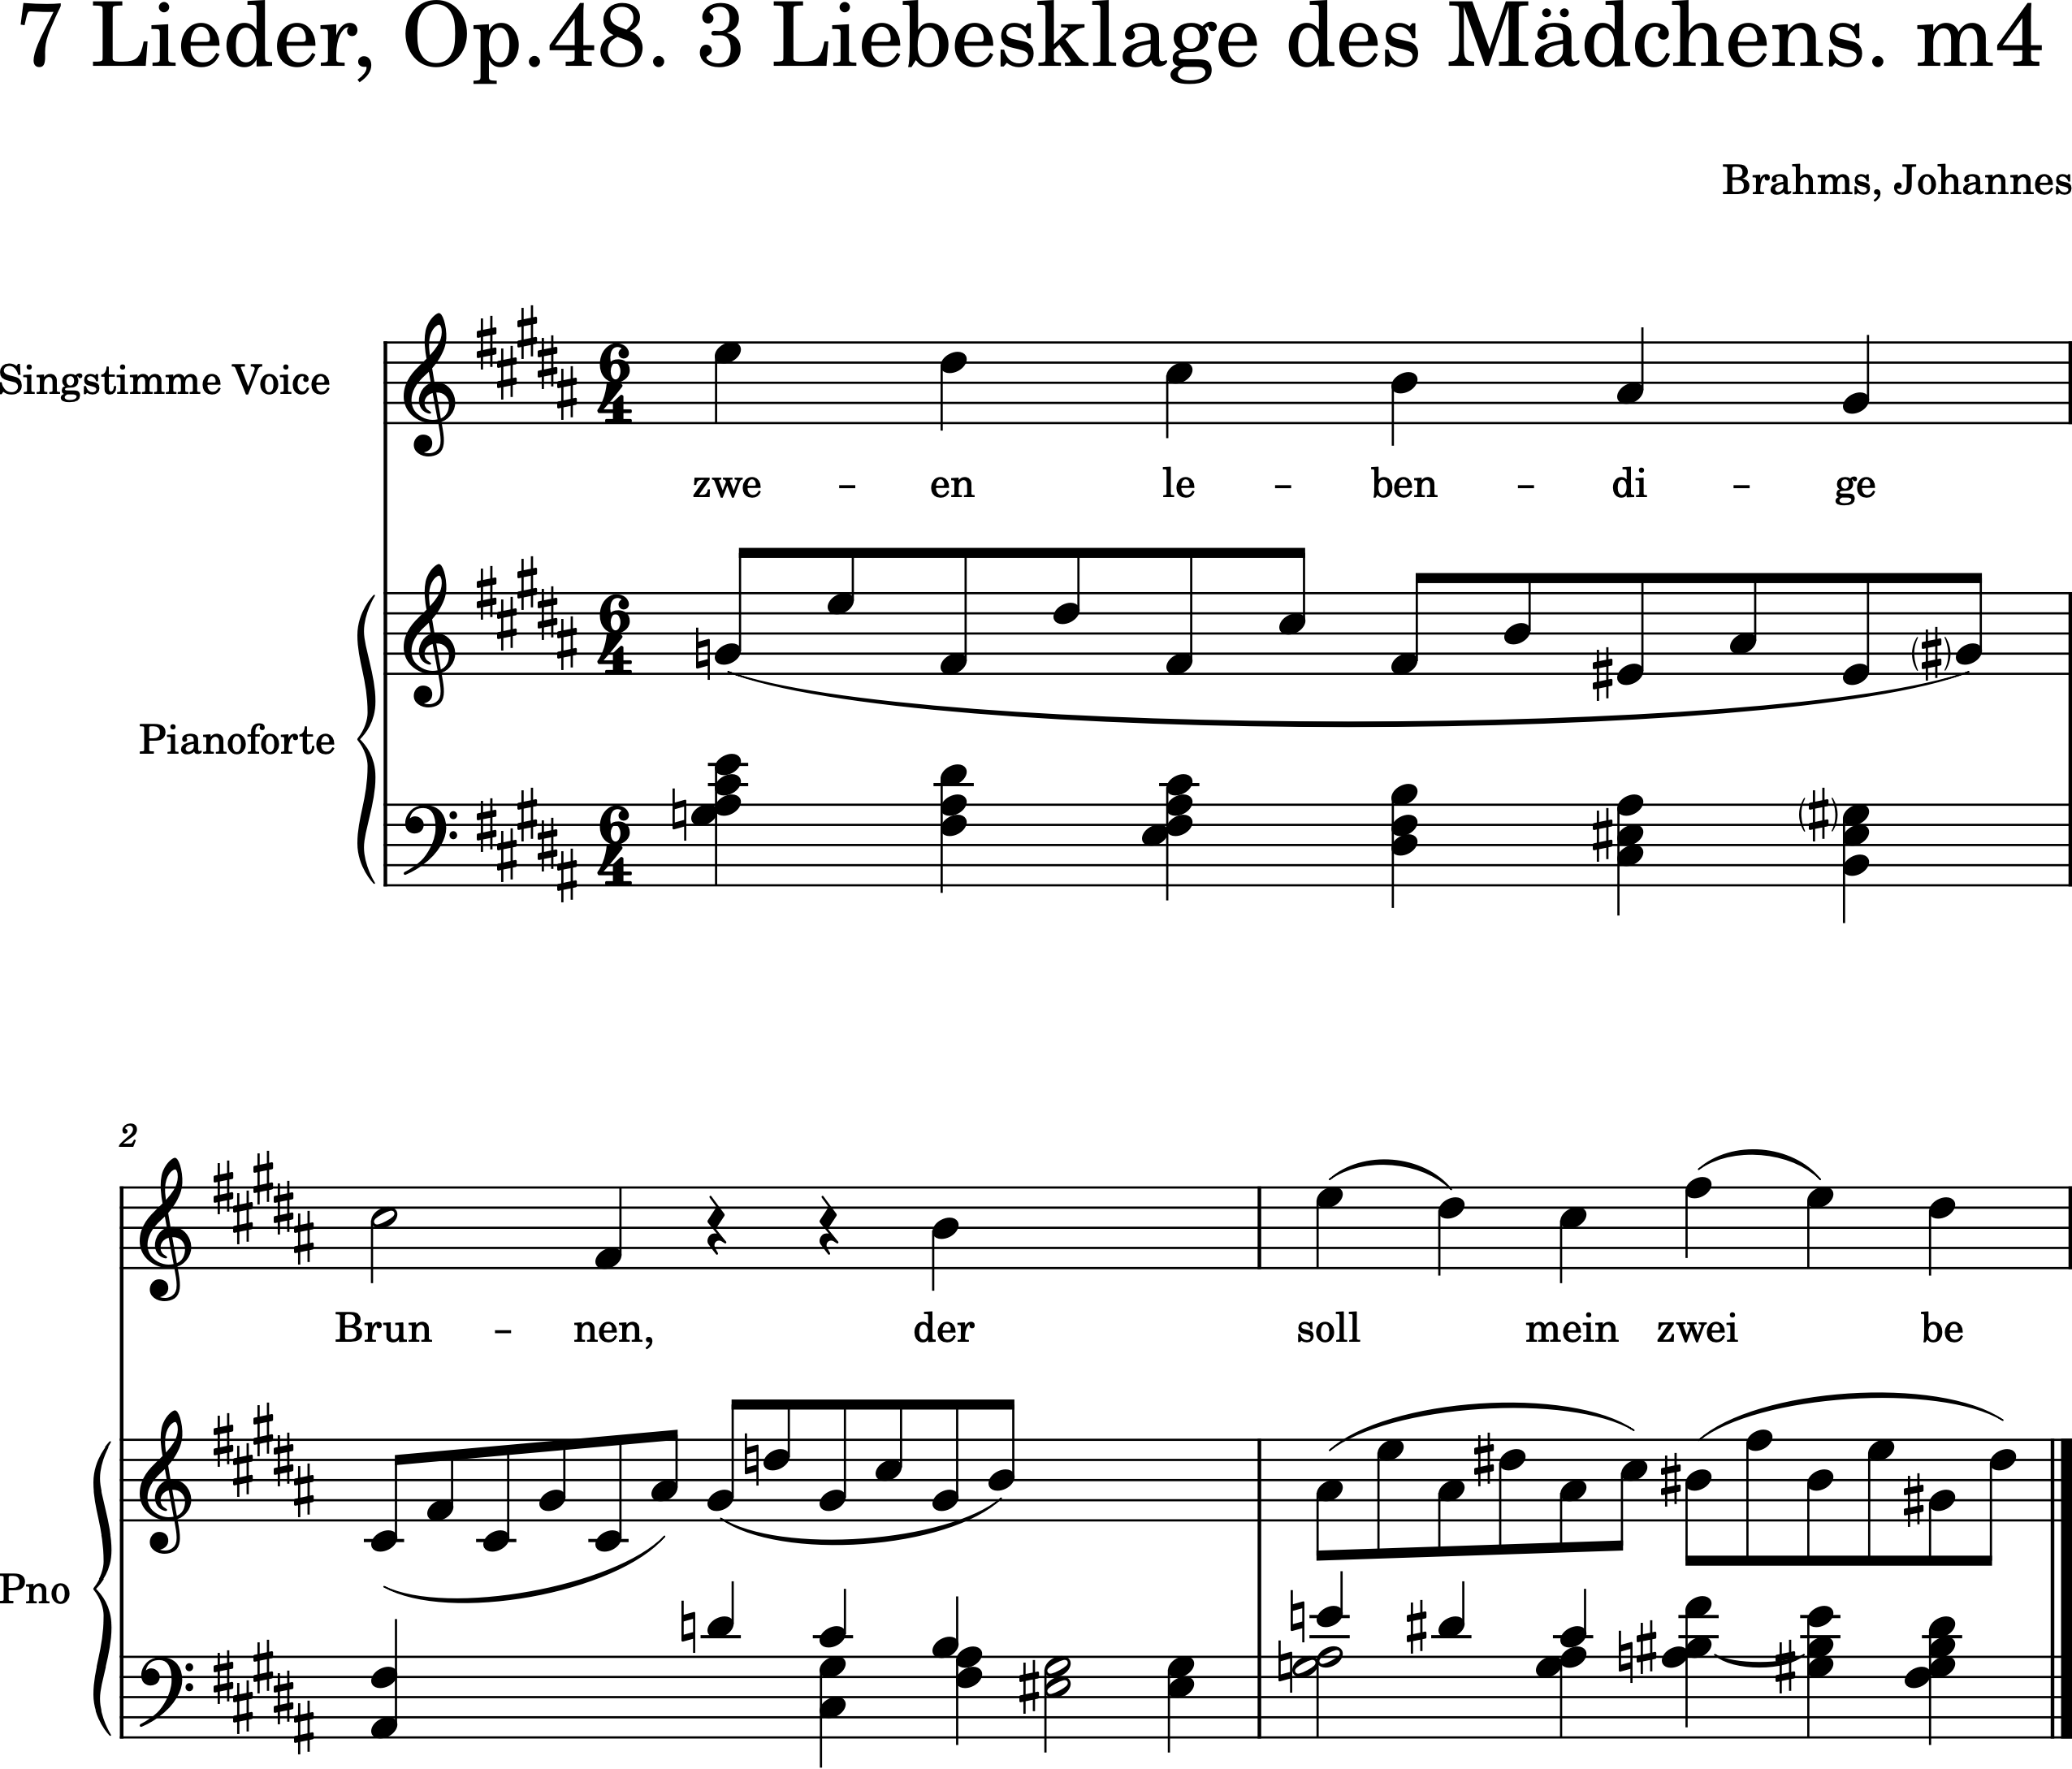 7 Lieder, Op.48. 3 Liebesklage des Mädchens. m4
Brahms, Johannes
Singstimme Voice
zwe - en le - ben - di - ge
Pianoforte
2
Brun - nen, der soll mein zwei be
Pno